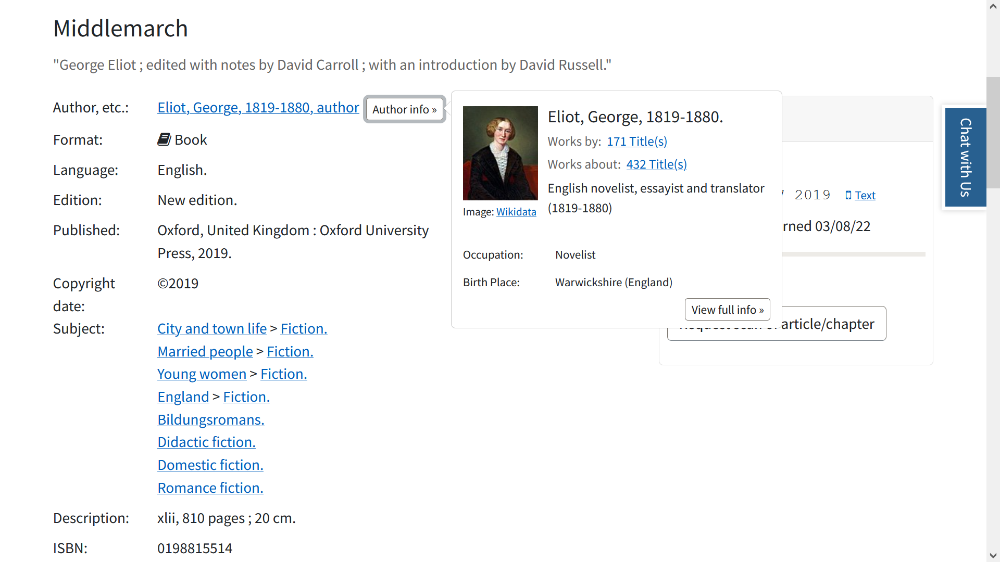 Middlemarch
"George Eliot ; edited with notes by David Carroll ; with an introduction by David Russell."
Author, etc.: Eliot, George, 1819-1880, author Author info »
Format: Book
Language: English.
Edition: New edition.
Published: Oxford, United Kingdom : Oxford University
Press, 2019.
Copyright
date: ©2019
Subject: City and town life > Fiction.
Married people > Fiction.
Young women > Fiction.
England > Fiction.
Bildungsromans.
Didactic fiction.
Domestic fiction.
Romance fiction.
Description: xlii, 810 pages ; 20 cm.
ISBN: 0198815514
Eliot, George, 1819-1880.
Works by: 171 Title(s)
Works about: 432 Title(s)
English novelist, essayist and translator
(1819-1880)
Image: Wikidata
Occupation: Novelist
Birth Place: Warwickshire (England)
View full info »
2019 Text
03/08/22
article/chapter
Chat with Us